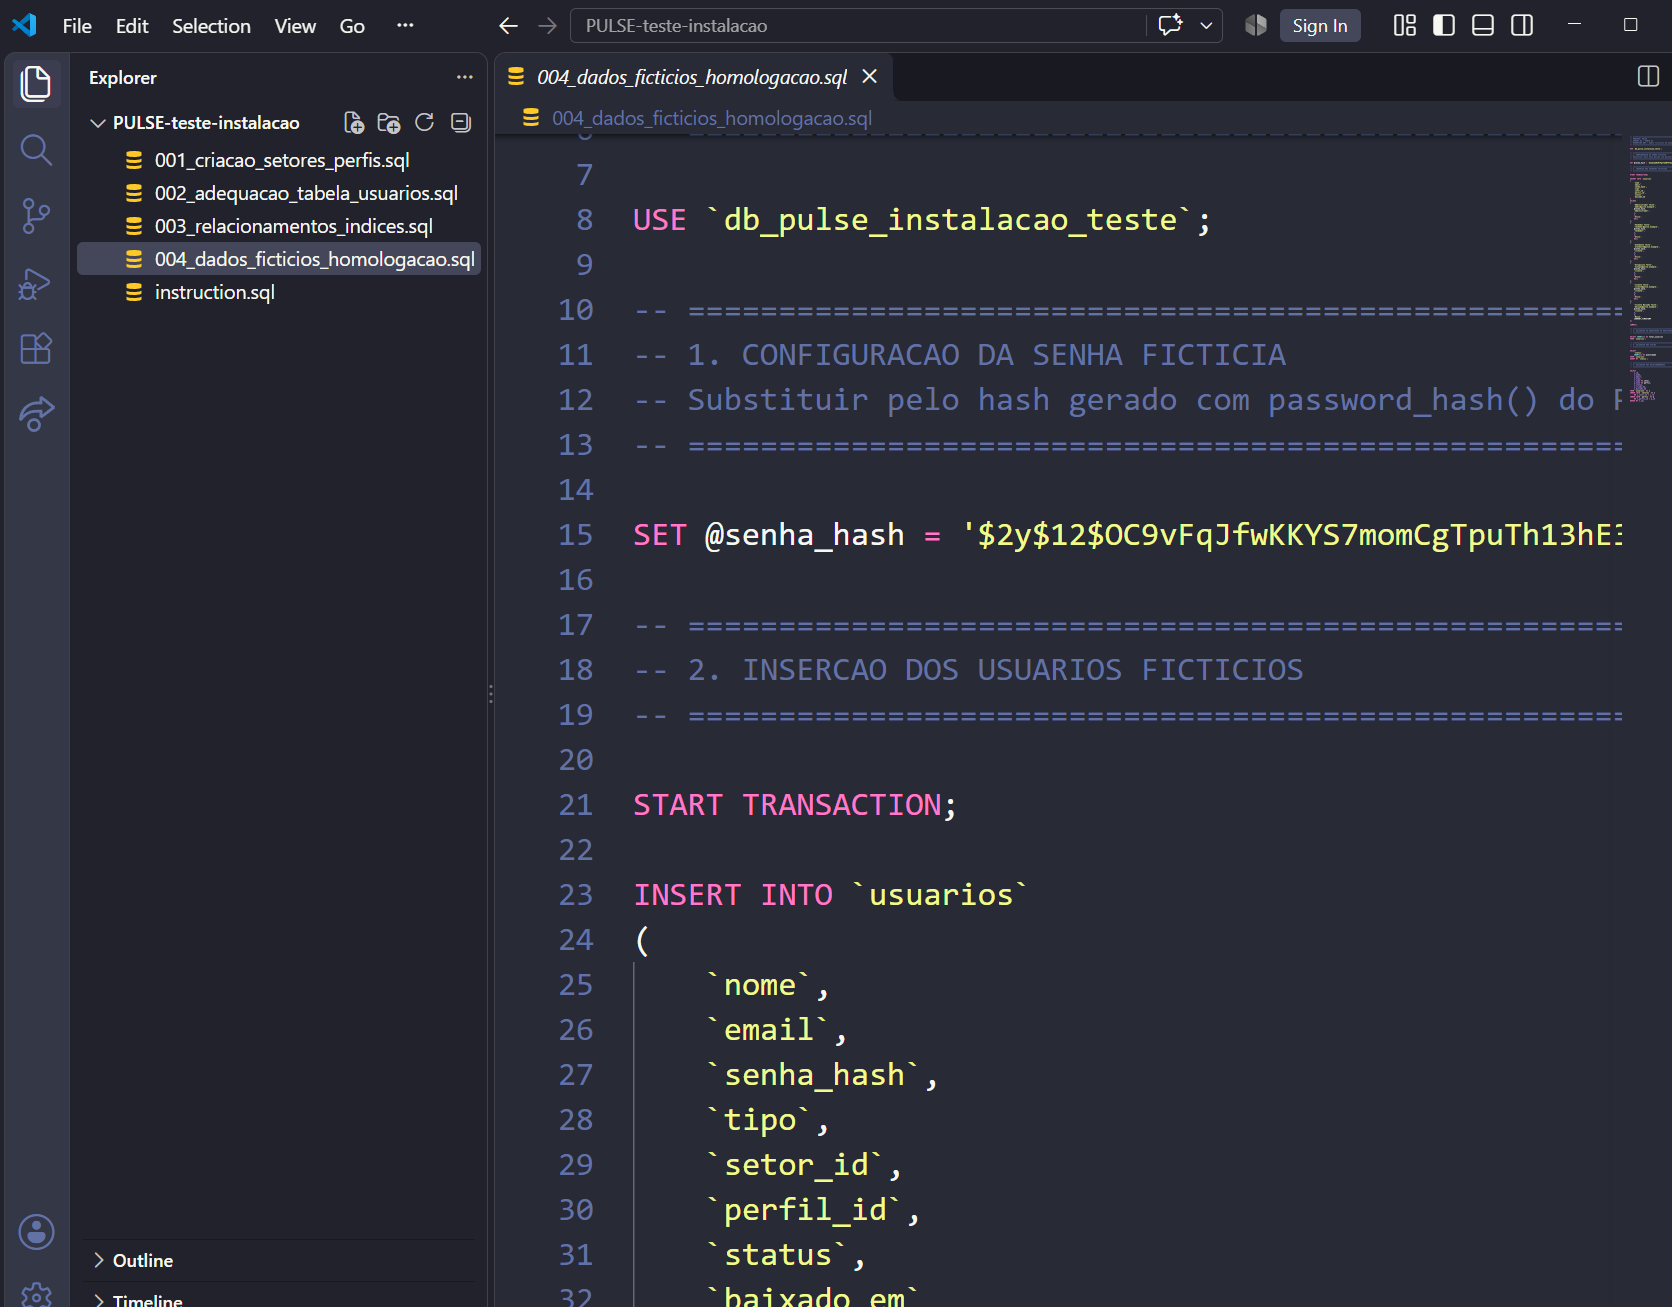 File Edit Selection View Go ···
PULSE-teste-instalacao
Sign In
Explorer
PULSE-teste-instalacao
001_criacao_setores_perfis.sql
002_adequacao_tabela_usuarios.sql
003_relacionamentos_indices.sql
004_dados_ficticios_homologacao.sql
instruction.sql
Outline
Timeline
004_dados_ficticios_homologacao.sql
004_dados_ficticios_homologacao.sql
7
8 USE `db_pulse_instalacao_teste`;
9
10 -- ====================================================
11 -- 1. CONFIGURACAO DA SENHA FICTICIA
12 -- Substituir pelo hash gerado com password_hash() do
13 -- ====================================================
14
15 SET @senha_hash = '$2y$12$OC9vFqJfwKKYS7momCgTpuTh13hE3
16
17 -- ====================================================
18 -- 2. INSERCAO DOS USUARIOS FICTICIOS
19 -- ====================================================
20
21 START TRANSACTION;
22
23 INSERT INTO `usuarios`
24 (
25 `nome`,
26 `email`,
27 `senha_hash`,
28 `tipo`,
29 `setor_id`,
30 `perfil_id`,
31 `status`,
32 `baixado_em`